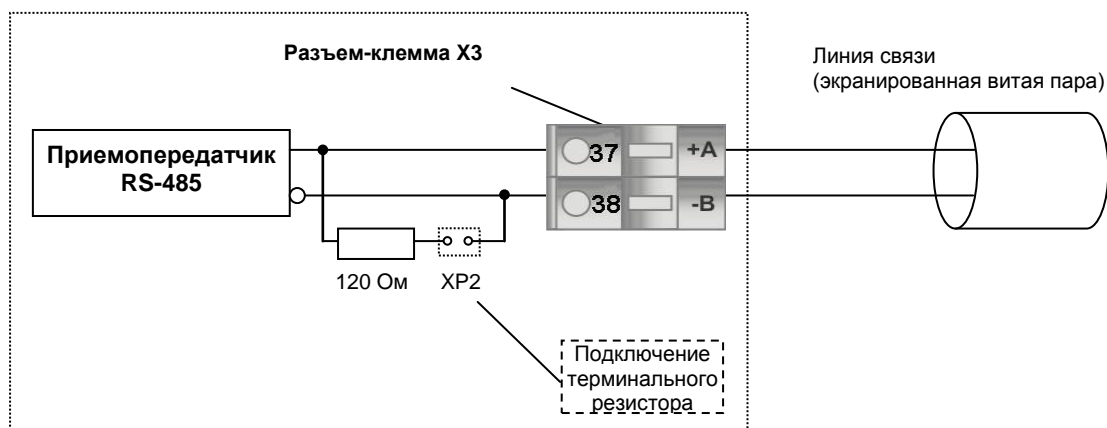 Разъем-клемма X3
Линия связи
(экранированная витая пара)
Приемопередатчик
RS-485
37 +A
38 -B
120 Ом XP2
Подключение
терминального
резистора